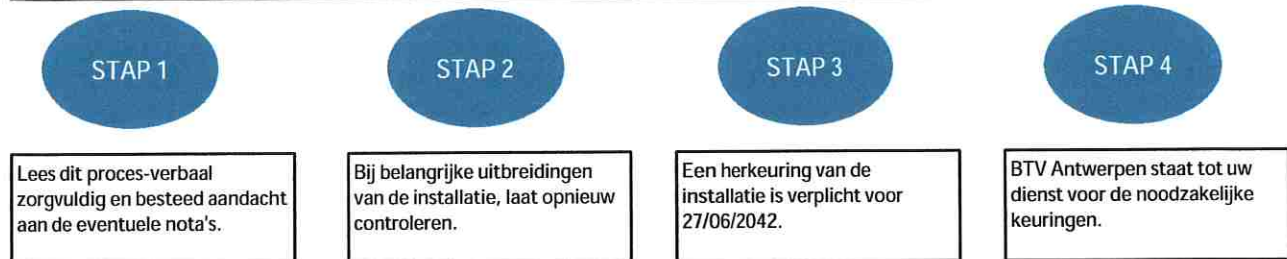 STAP 1
STAP 2
STAP 3
STAP 4
Lees dit proces-verbaal
zorgvuldig en besteed aandacht
aan de eventuele nota's.
Bij belangrijke uitbreidingen
van de installatie, laat opnieuw
controleren.
Een herkeuring van de
installatie is verplicht voor
27/06/2042.
BTV Antwerpen staat tot uw
dienst voor de noodzakelijke
keuringen.